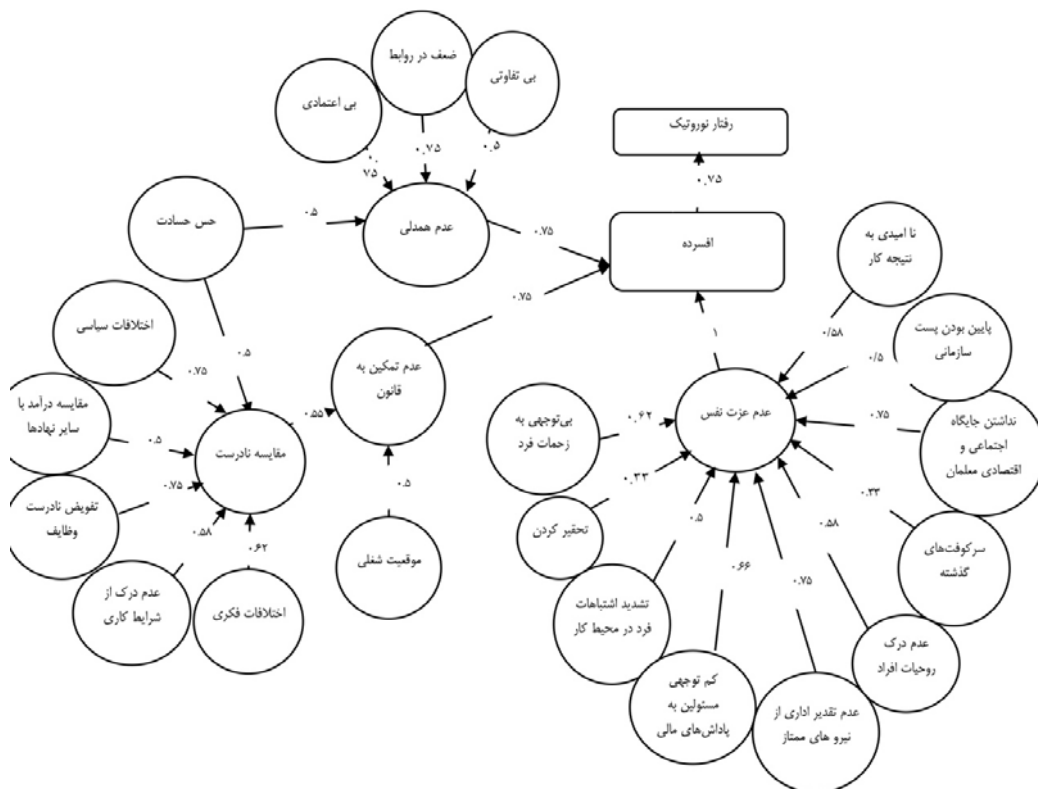 بی تفاوتی
ضعف در روابط
بی اعتمادی
۰.۵
۰.۷۵
۰.
۷۵
رفتار نوروتیک
۰.۷۵
افسرده
حس حسادت
۰.۵
عدم همدلی
۰.۷۵
۰.۷۵
۱
۰.۵
نا امیدی به
نتیجه کار
۰/۵۸
پایین بودن پست
سازمانی
۰/۵
نداشتن جایگاه
اجتماعی و
اقتصادی معلمان
۰.۷۵
سرکوفت‌های
گذشته
۰.۳۳
عدم درک
روحیات افراد
۰.۵۸
عدم تقدیر اداری از
نیرو های ممتاز
۰.۷۵
کم توجهی
مسئولین به
پاداش‌های مالی
۰.۶۶
تشدید اشتباهات
فرد در محیط کار
۰.۵
تحقیر کردن
۰.۳۳
بی‌توجهی به
زحمات فرد
۰.۶۲
عدم عزت نفس
عدم تمکین به
قانون
۰.۵۵
موقعیت شغلی
۰.۵
مقایسه نادرست
اختلافات سیاسی
۰.۷۵
مقایسه درآمد با
سایر نهادها
۰.۵
تفویض نادرست
وظایف
۰.۷۵
عدم درک از
شرایط کاری
۰.۵۸
اختلافات فکری
۰.۶۲